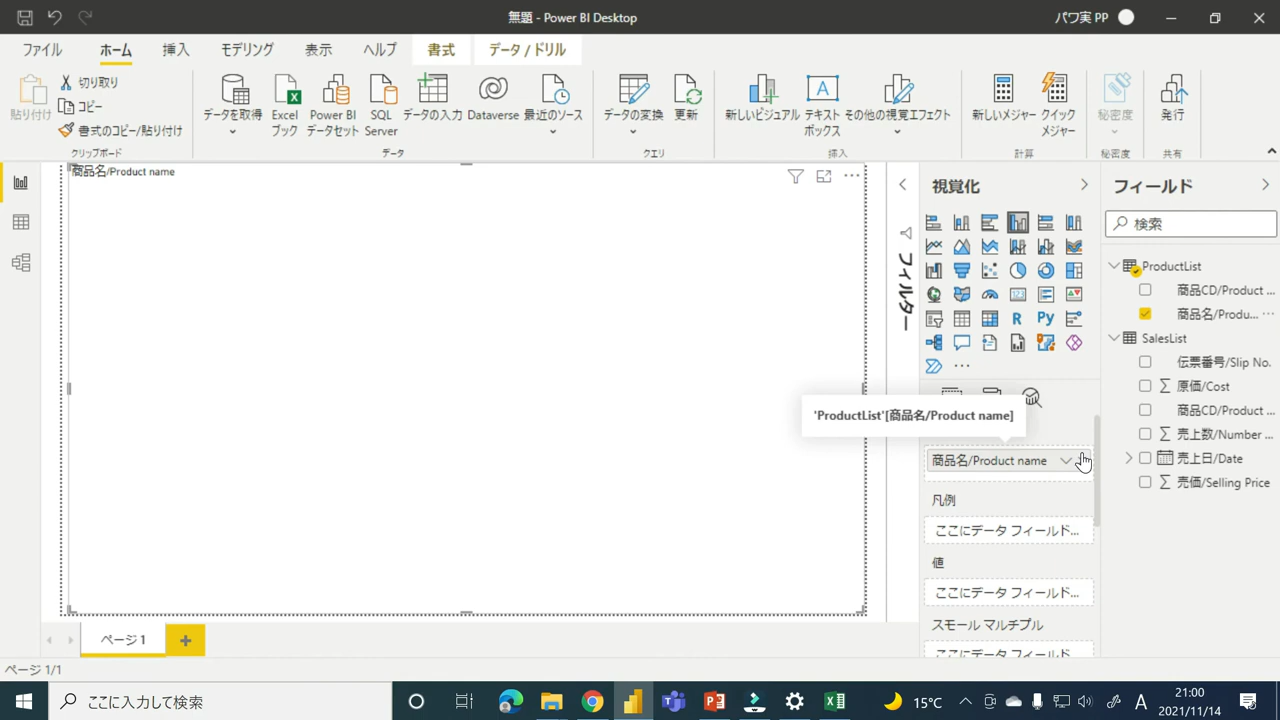 無題 - Power BI Desktop
パワ実 PP
ファイル ホーム 挿入 モデリング 表示 ヘルプ 書式 データ / ドリル
貼り付け
切り取り
コピー
書式のコピー/貼り付け
クリップボード
データを取得
Excel ブック
Power BI データセット
SQL Server
データの入力
Dataverse
最近のソース
データ
データの変換
更新
クエリ
新しいビジュアル
テキスト ボックス
その他の視覚エフェクト
挿入
新しいメジャー
クイック メジャー
計算
秘密度
秘密度
発行
共有
商品名/Product name
フィルター
視覚化
R
Py
123
'ProductList'[商品名/Product name]
商品名/Product name
凡例
ここにデータ フィールド...
値
ここにデータ フィールド...
スモール マルチプル
ここにデータ フィールド
フィールド
検索
ProductList
商品CD/Product ...
商品名/Produ... ...
SalesList
伝票番号/Slip No.
Σ 原価/Cost
商品CD/Product ...
Σ 売上数/Number ...
売上日/Date
Σ 売価/Selling Price
ページ 1
ページ 1/1
ここに入力して検索
15℃
A
21:00
2021/11/14